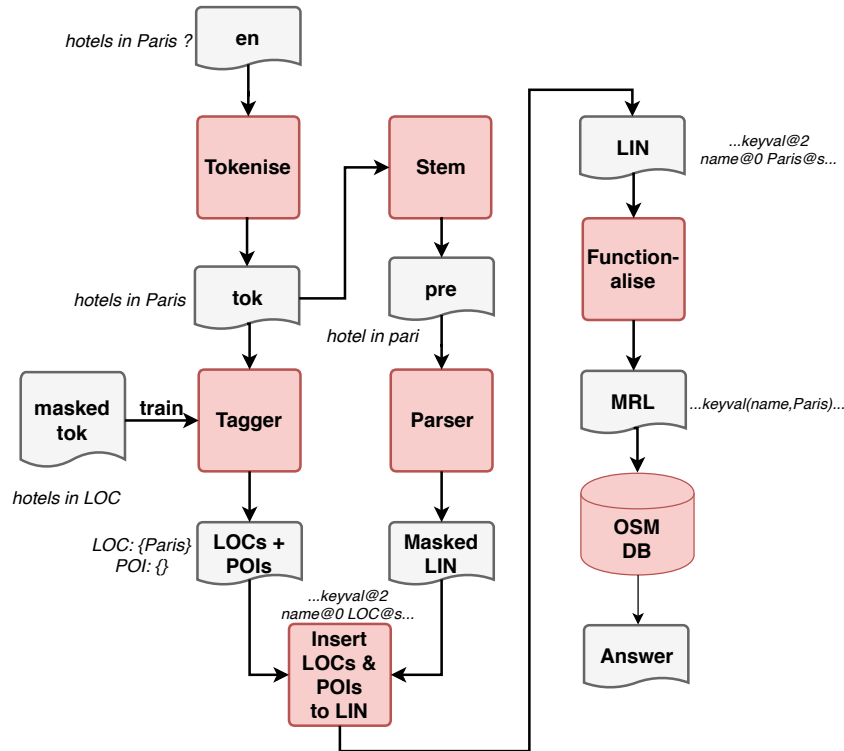 hotels in Paris ?
en
Tokenise
Stem
hotels in Paris
tok
pre
hotel in pari
masked
tok
train
Tagger
Parser
hotels in LOC
LOC: {Paris}
POI: {}
LOCs +
POIs
Masked
LIN
...keyval@2
name@0 LOC@s...
Insert
LOCs &
POIs
to LIN
LIN
...keyval@2
name@0 Paris@s...
Function-
alise
MRL
...keyval(name,Paris)...
OSM
DB
Answer